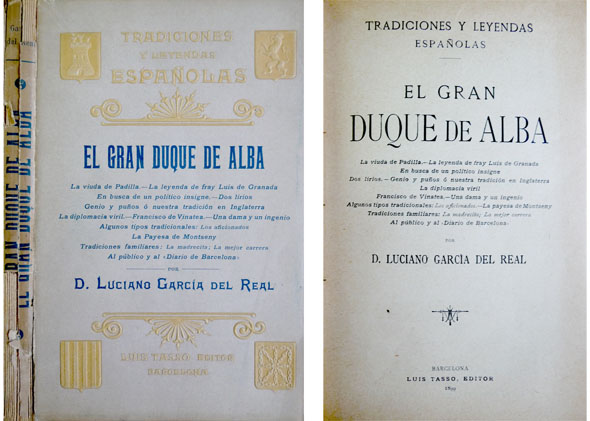 EL GRAN DUQUE DE ALBA
TRADICIONES
Y LEYENDAS
ESPAÑOLAS
EL GRAN DUQUE DE ALBA
La viuda de Padilla.—La leyenda de fray Luis de Granada
En busca de un político insigne.—Dos lirios
Genio y puños ó nuestra tradición en Inglaterra
La diplomacia viril.—Francisco de Vinatea.—Una dama y un ingenio
Algunos tipos tradicionales: Los aficionados
La Payesa de Montseny
Tradiciones familiares: La madrecita; La mejor carrera
Al público y al «Diario de Barcelona»
POR
D. LUCIANO GARCÍA DEL REAL
LUIS TASSO, EDITOR
BARCELONA
TRADICIONES Y LEYENDAS
ESPAÑOLAS
EL GRAN
DUQUE DE ALBA
La viuda de Padilla.—La leyenda de fray Luis de Granada
En busca de un político insigne
Dos lirios.—Genio y puños ó nuestra tradición en Inglaterra
La diplomacia viril
Francisco de Vinatea.—Una dama y un ingenio
Algunos tipos tradicionales: Los aficionados.—La payesa de Montseny
Tradiciones familiares: La madrecita; La mejor carrera
Al público y al «Diario de Barcelona»
POR
D. LUCIANO GARCÍA DEL REAL
BARCELONA
LUIS TASSO, EDITOR